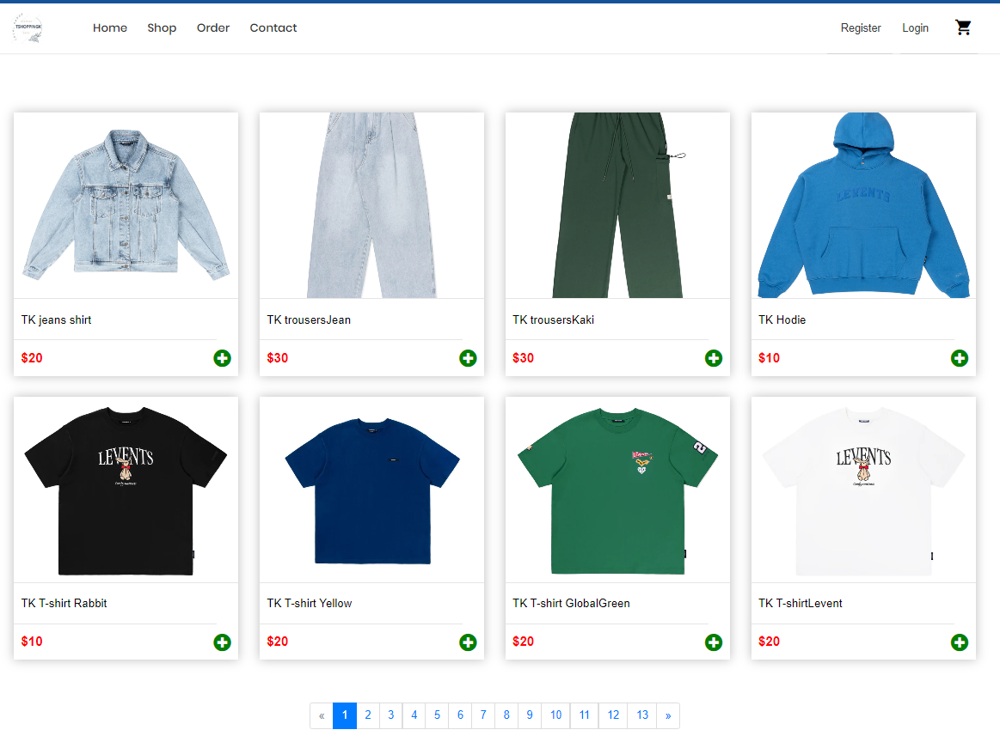 TSHOPPINGK
Home Shop Order Contact Register Login
LEVENTS
TK jeans shirt TK trousersJean TK trousersKaki TK Hodie
$20 $30 $30 $10
LEVENTS LEVENTS
TK T-shirt Rabbit TK T-shirt Yellow TK T-shirt GlobalGreen TK T-shirtLevent
$10 $20 $20 $20
« 1 2 3 4 5 6 7 8 9 10 11 12 13 »